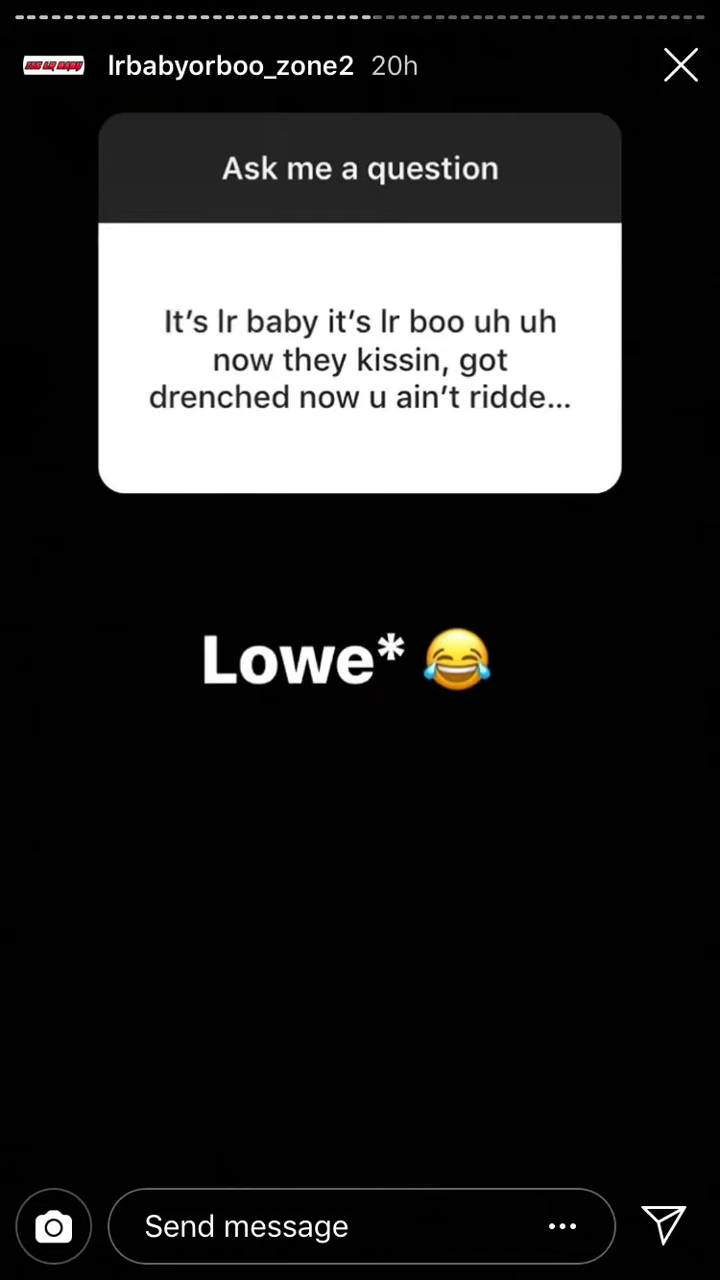 lrbabyorboo_zone2 20h
Ask me a question
It’s lr baby it’s lr boo uh uh
now they kissin, got
drenched now u ain’t ridde...
Lowe* 😂
Send message